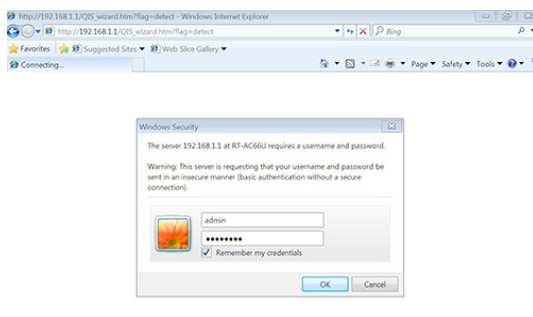 http://192.168.1.1/QIS_wizard.htm?flag=detect - Windows Internet Explorer
http://192.168.1.1/QIS_wizard.htm?flag=detect
Bing
Favorites Suggested Sites Web Slice Gallery
Connecting...
Page Safety Tools
Windows Security
The server 192.168.1.1 at RT-AC66U requires a username and password.
Warning: This server is requesting that your username and password be
sent in an insecure manner (basic authentication without a secure
connection).
admin
••••••••
Remember my credentials
OK Cancel